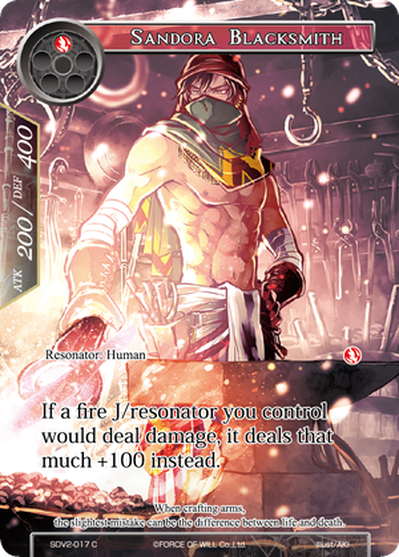 SANDORA BLACKSMITH
ATK 200 / DEF 400
Resonator: Human
If a fire J/resonator you control
would deal damage, it deals that
much +100 instead.
When crafting arms,
the slightest mistake can be the difference between life and death.
SDV2-017 C ©FORCE OF WILL Co.,Ltd. Illust/AKI